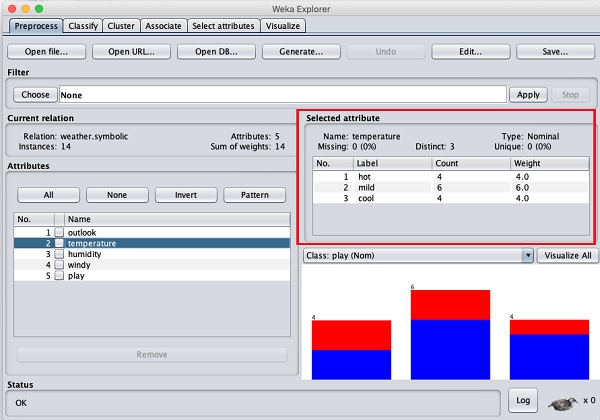 Weka Explorer
Preprocess Classify Cluster Associate Select attributes Visualize
Open file... Open URL... Open DB... Generate... Undo Edit... Save...
Filter
Choose None Apply Stop
Current relation
Relation: weather.symbolic Attributes: 5
Instances: 14 Sum of weights: 14
Attributes
All None Invert Pattern
No. Name
1 outlook
2 temperature
3 humidity
4 windy
5 play
Remove
Selected attribute
Name: temperature Type: Nominal
Missing: 0 (0%) Distinct: 3 Unique: 0 (0%)
No. Label Count Weight
1 hot 4 4.0
2 mild 6 6.0
3 cool 4 4.0
Class: play (Nom) Visualize All
4 6 4
Status
OK Log x 0